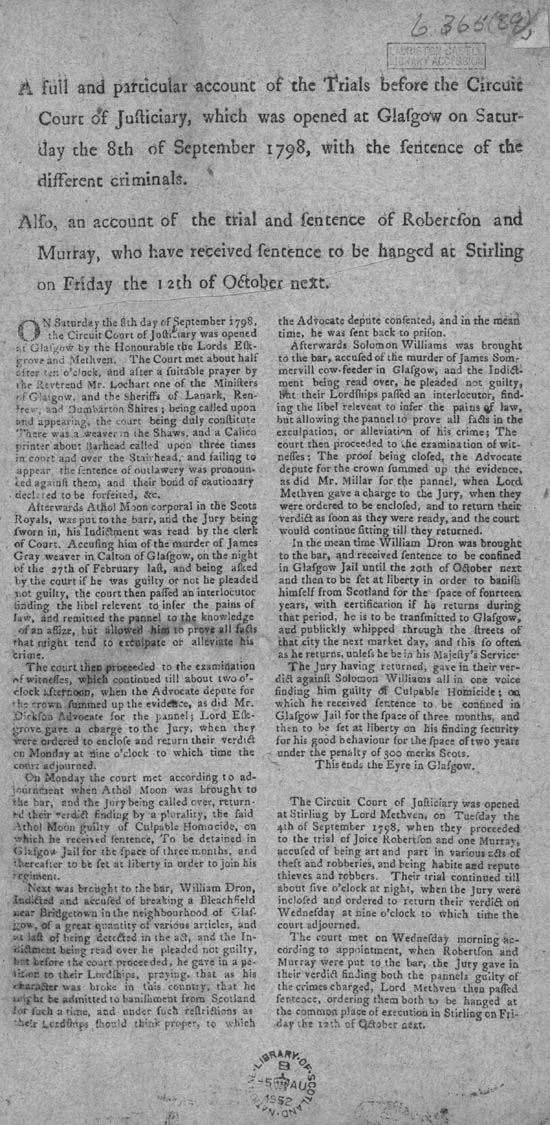 6.365(89)
LAURISTON CASTLE
LIBRARY ACCESSION
A full and particular account of the Trials before the Circuit
Court of Juſticiary, which was opened at Glaſgow on Satur-
day the 8th of September 1798, with the ſentence of the
different criminals.
Alſo, an account of the trial and ſentence of Robertſon and
Murray, who have received ſentence to be hanged at Stirling
on Friday the 12th of October next.
ON Saturday the 8th day of September 1798,
the Circuit Court of Juſticiary was opened
at Glaſgow by the Honourable the Lords Eſk-
grove and Methven. The Court met about half
after ten o'clock, and after a ſuitable prayer by
the Reverend Mr. Lochart one of the Miniſters
of Glaſgow, and the Sheriffs of Lanark, Ren-
frew, and Dumbarton Shires; being called upon
and appearing, the court being duly conſtitute
There was a weaver in the Shaws, and a Calico
printer about Barhead called upon three times
in court and over the Stairhead, and failing to
appear the ſentence of outlawery was pronoun-
ked againſt them, and their bond of cautionary
declared to be forfeited, &c.
Afterwards Athol Moon corporal in the Scots
Royals, was put to the barr, and the Jury being
ſworn in, his Indictment was read by the clerk
of Court. Accuſing him of the murder of James
Gray weaver in Calton of Glaſgow, on the night
of the 27th of February laſt, and being aſked
by the court if he was guilty or not he pleaded
not guilty, the court then paſſed an interlocutor
finding the libel relevent to infer the pains of
law, and remitted the pannel to the knowledge
of an aſſize, but allowed him to prove all facts
that might tend to exculpate or alleviate his
crime.
The court then proceeded to the examination
of witneſſes, which continued till about two o'-
clock afternoon, when the Advocate depute for
the crown ſummed up the evidence, as did Mr.
Dickſon Advocate for the pannel; Lord Eſk-
grove gave a charge to the Jury, when they
were ordered to encloſe and return their verdict
on Monday at nine o'clock to which time the
court adjourned.
On Monday the court met according to ad-
journment when Athol Moon was brought to
the bar, and the Jury being called over, return-
ed their verdict finding by a plurality, the ſaid
Athol Moon guilty of Culpable Homocide, on
which he received ſentence, To be detained in
Glaſgow Jail for the ſpace of three months, and
thereafter to be ſet at liberty in order to join his
regiment.
Next was brought to the bar, William Dron,
Indicted and accuſed of breaking a Bleachfield
near Bridgetown in the neighbourhood of Glaſ-
gow, of a great quantity of various articles, and
at laſt of being detected in the act, and the In-
dictment being read over he pleaded not guilty,
but before the court proceeded, he gave in a pe-
tition to their Lordſhips, praying, that as his
character was broke in this country, that he
might be admitted to baniſhment from Scotland
for ſuch a time, and under ſuch reſtrictions as
their Lordſhips ſhould think proper, to which
the Advocate depute conſented, and in the mean
time, he was ſent back to priſon.
Afterwards Solomon Williams was brought
to the bar, accuſed of the murder of James Som-
mervill cow-feeder in Glaſgow, and the Indict-
ment being read over, he pleaded not guilty,
but their Lordſhips paſſed an interlocutor, find-
ing the libel relevent to infer the pains of law,
but allowing the pannel to prove all facts in the
exculpation, or alleviation of his crime; The
court then proceeded to the examination of wit-
neſſes; The proof being cloſed, the Advocate
depute for the crown ſummed up the evidence,
as did Mr. Millar for the pannel, when Lord
Methven gave a charge to the Jury, when they
were ordered to be encloſed, and to return their
verdict as ſoon as they were ready, and the court
would continue ſitting till they returned.
In the mean time William Dron was brought
to the bar, and received ſentence to be confined
in Glaſgow Jail until the 20th of October next
and then to be ſet at liberty in order to baniſh
himſelf from Scotland for the ſpace of fourteen
years, with certification if he returns during
that period, he is to be tranſmitted to Glaſgow,
aud publickly whipped through the ſtreets of
that city the next market day, and this ſo often
as he returns, unleſs he be in his Majeſty's Service
The Jury having returned, gave in their ver-
dict againſt Solomon Williams all in one voice
finding him guilty of Culpable Homicide; on
which he received ſentence to be confined in
Glaſgow Jail for the ſpace of three months, and
then to be ſet at liberty on his finding ſecurity
for his good behaviour for the ſpace of two years
under the penalty of 300 merks Scots.
This ends the Eyre in Glaſgow.
The Circuit Court of Juſticiary was opened
at Stirling by Lord Methven, on Tueſday the
4th of September 1798, when they proceeded
to the trial of Joice Robertſon and one Murray,
accuſed of being art and part in various acts of
theft and robberies, and being habite and repute
thieves and robbers. Their trial continued till
about five o'clock at night, when the Jury were
incloſed and ordered to return their verdict on
Wedneſday at nine o'clock to which time the
court adjourned.
The court met on Wedneſday morning ac-
cording to appointment, when Robertſon and
Murray were put to the bar, the Jury gave in
their verdict finding both the pannels guilty of
the crimes charged, Lord Methven then paſſed
ſentence, ordering them both to be hanged at
the common place of execution in Stirling on Fri-
day the 12th of October next.
NATIONAL LIBRARY OF SCOTLAND
AU
1952